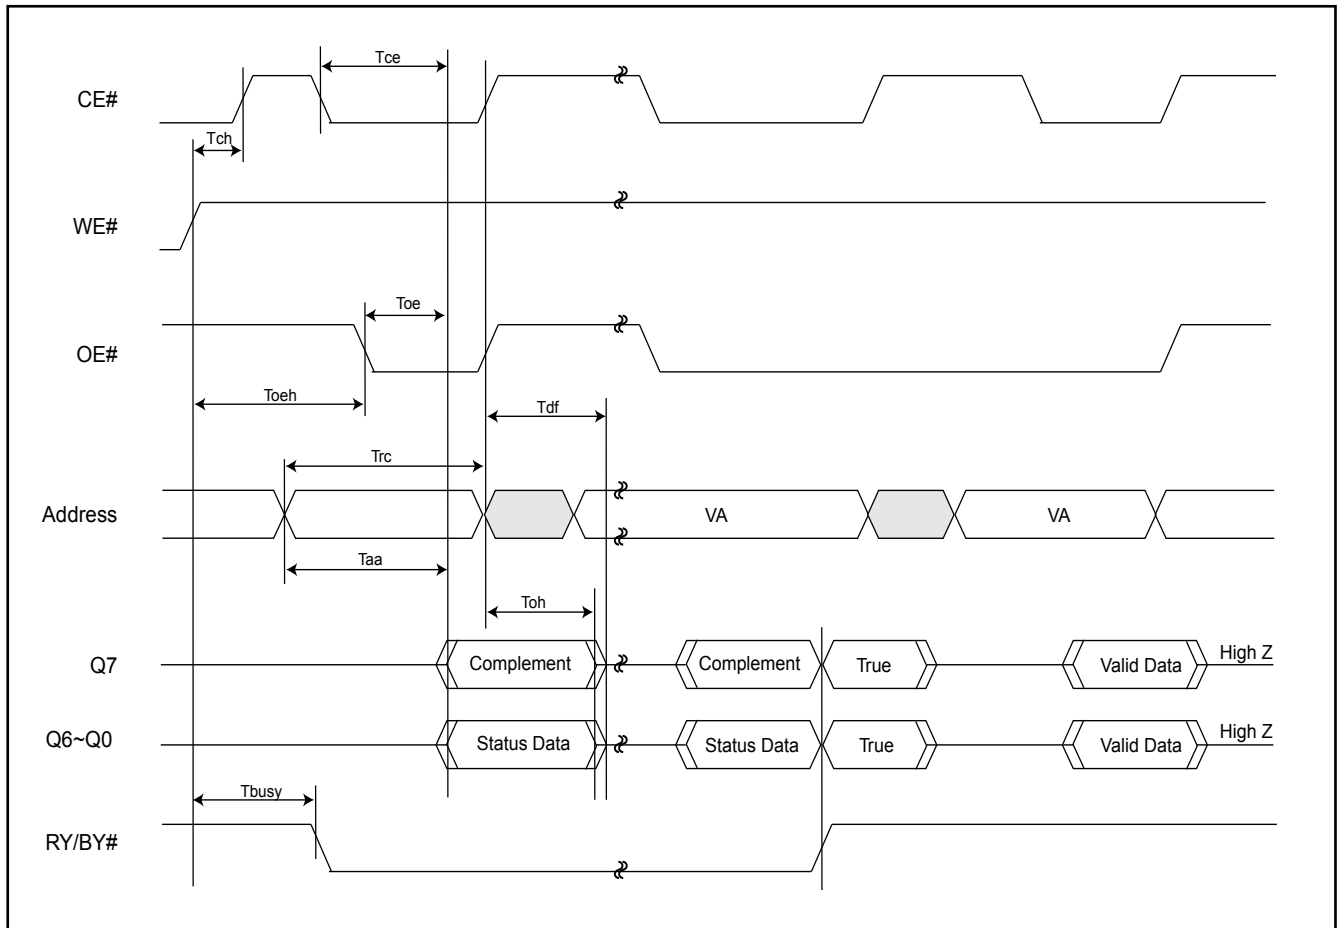 Tce
CE#
Tch
WE#
Toe
OE#
Toeh
Tdf
Trc
Address
VA
VA
Taa
Toh
Q7
Complement
Complement
True
Valid Data
High Z
Q6~Q0
Status Data
Status Data
True
Valid Data
High Z
Tbusy
RY/BY#